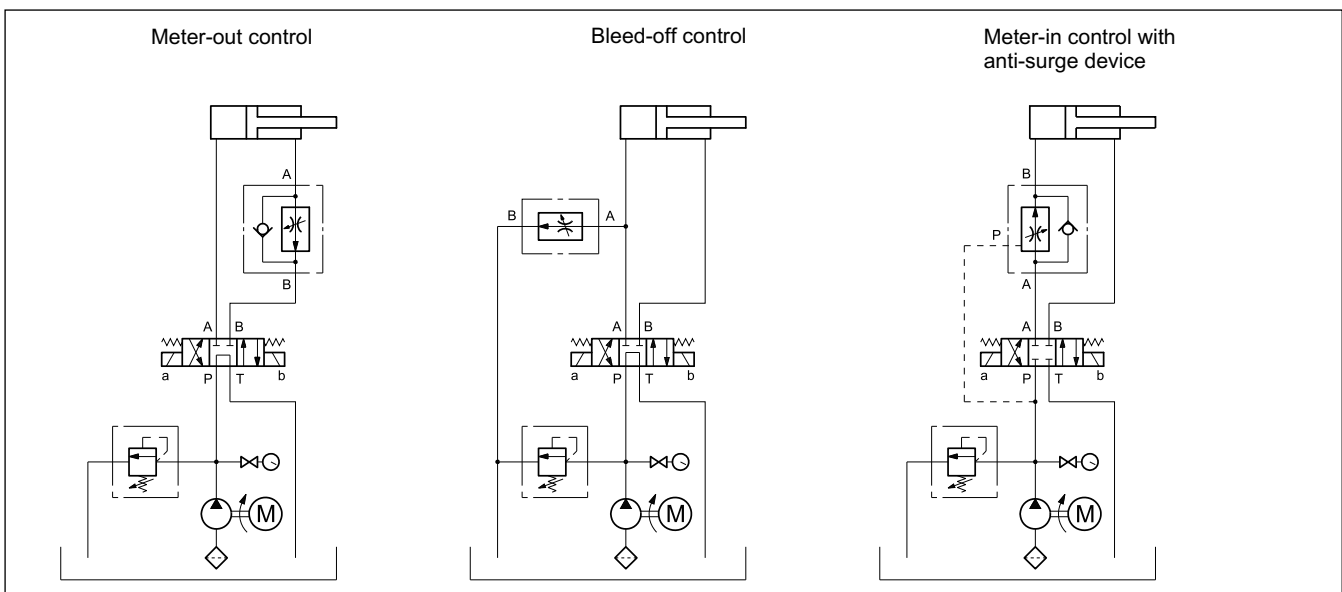 Meter-out control
A
B
A B
a P T b
M
Bleed-off control
B A
A B
a P T b
M
Meter-in control with
anti-surge device
B
P
A
A B
a P T b
M